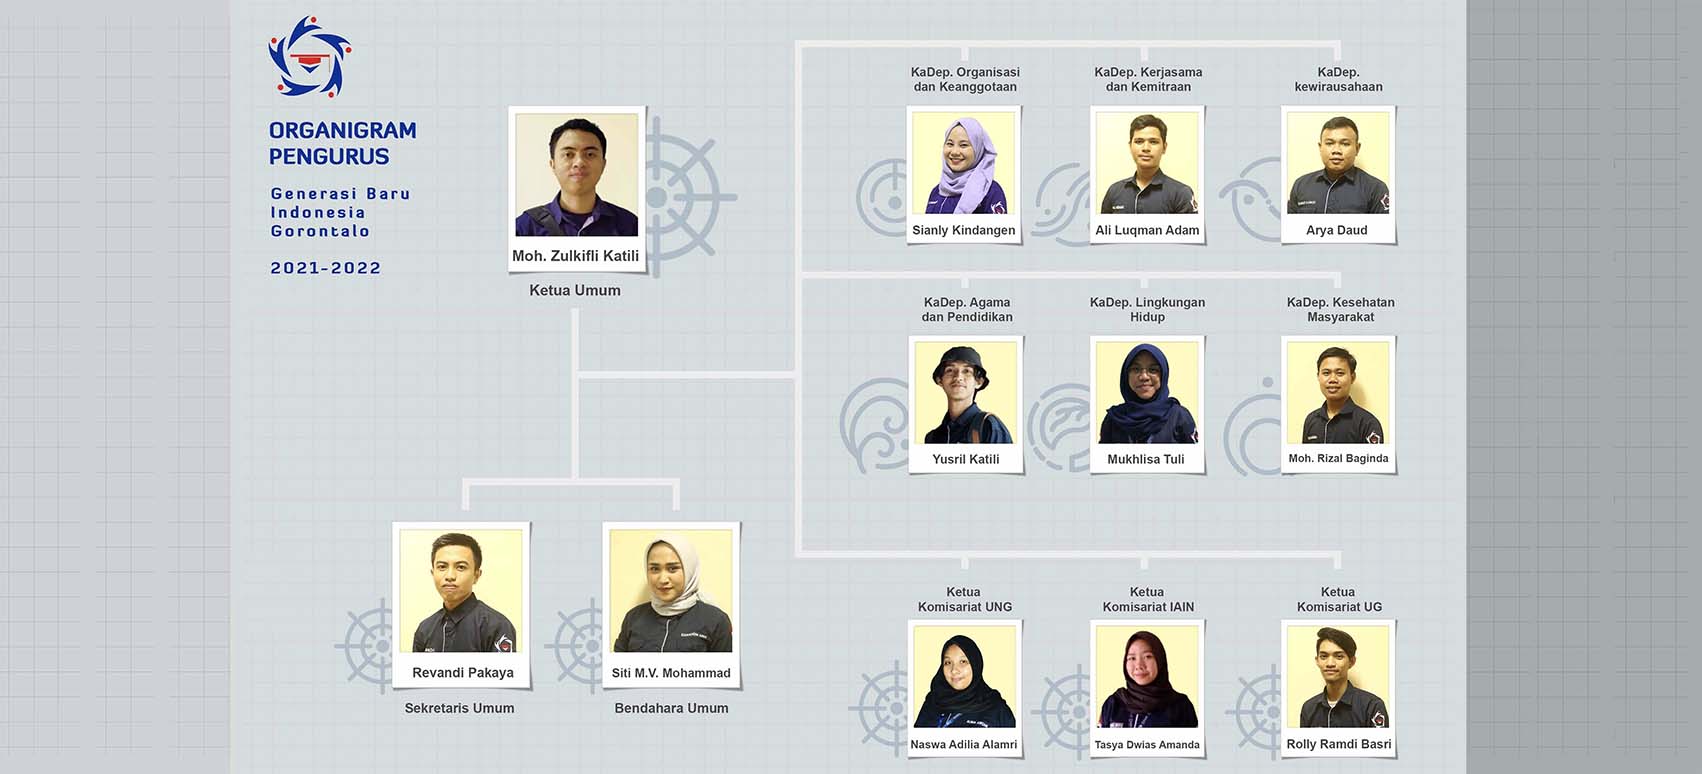 ORGANIGRAM
PENGURUS
Generasi Baru
Indonesia
Gorontalo
2021-2022
Moh. Zulkifli Katili
Ketua Umum
Revandi Pakaya
Sekretaris Umum
Siti M.V. Mohammad
Bendahara Umum
KaDep. Organisasi
dan Keanggotaan
Sianly Kindangen
KaDep. Kerjasama
dan Kemitraan
Ali Luqman Adam
KaDep.
kewirausahaan
Arya Daud
KaDep. Agama
dan Pendidikan
Yusril Katili
KaDep. Lingkungan
Hidup
Mukhlisa Tuli
KaDep. Kesehatan
Masyarakat
Moh. Rizal Baginda
Ketua
Komisariat UNG
Naswa Adilia Alamri
Ketua
Komisariat IAIN
Tasya Dwias Amanda
Ketua
Komisariat UG
Rolly Ramdi Basri